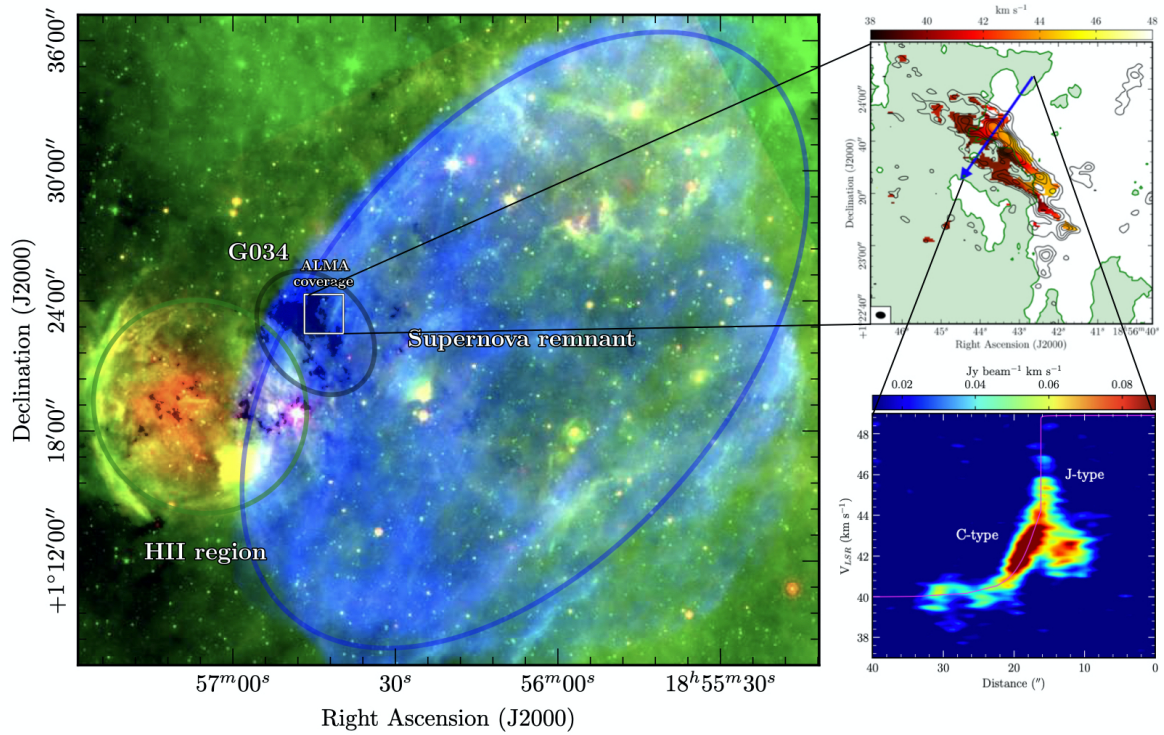 36′00″
30′00″
24′00″
18′00″
+1°12′00″
Declination (J2000)
G034
ALMA
coverage
Supernova remnant
HII region
57ᵐ00ˢ
30ˢ
56ᵐ00ˢ
18ʰ55ᵐ30ˢ
Right Ascension (J2000)
km s⁻¹
38 40 42 44 46 48
24′00″
40″
20″
23′00″
+1°22′40″
Declination (J2000)
46ˢ 45ˢ 44ˢ 43ˢ 42ˢ 41ˢ 18ʰ56ᵐ40ˢ
Right Ascension (J2000)
Jy beam⁻¹ km s⁻¹
0.02 0.04 0.06 0.08
48
46
44
42
40
38
V_LSR (km s⁻¹)
J-type
C-type
40 30 20 10 0
Distance (″)